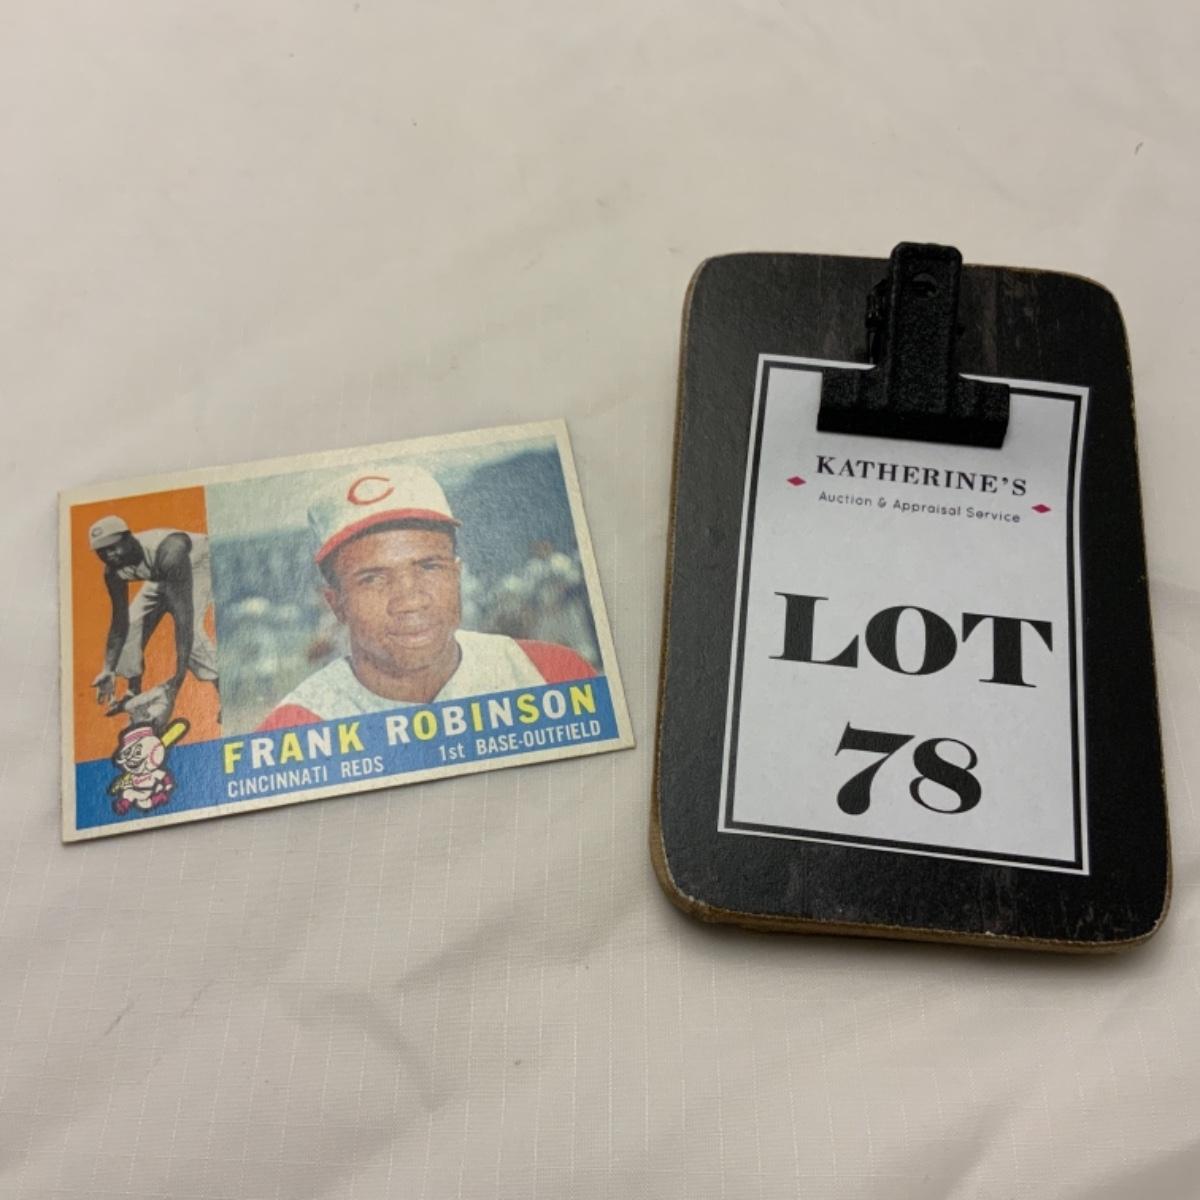 C
C
FRANK ROBINSON
CINCINNATI REDS 1st BASE-OUTFIELD
KATHERINE'S
Auction & Appraisal Service
LOT
78